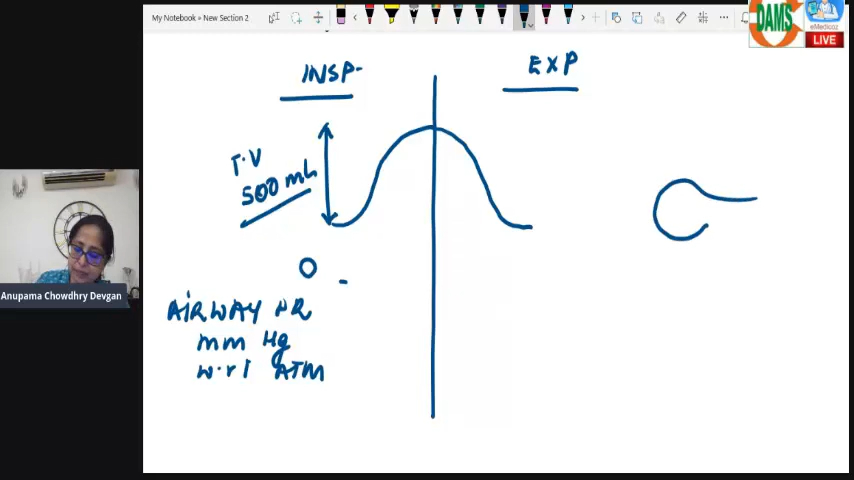 My Notebook » New Section 2
DAMS
eMedicoz
LIVE
INSP-
EXP
T.V
500 mL
0 -
AIRWAY PR
mm Hg
w.r.t ATM
Anupama Chowdhry Devgan